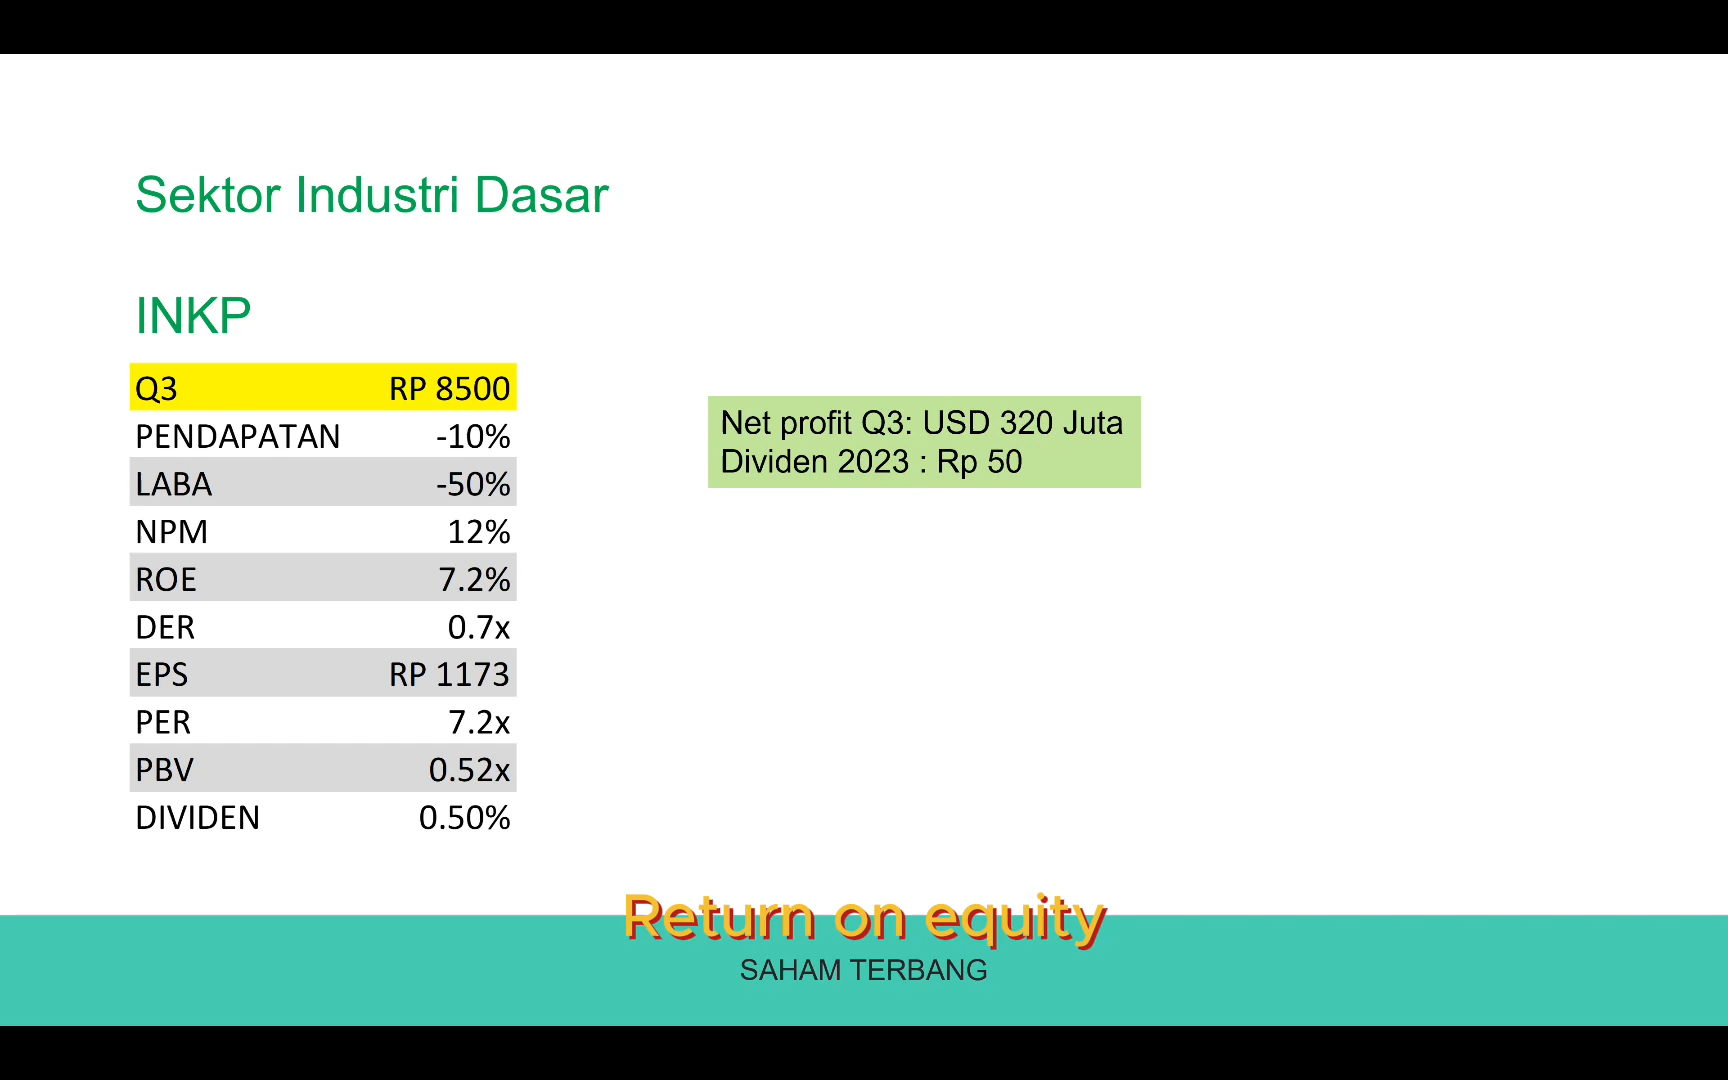 Sektor Industri Dasar
INKP
Q3 RP 8500
PENDAPATAN -10%
LABA -50%
NPM 12%
ROE 7.2%
DER 0.7x
EPS RP 1173
PER 7.2x
PBV 0.52x
DIVIDEN 0.50%
Net profit Q3: USD 320 Juta
Dividen 2023 : Rp 50
Return on equity
SAHAM TERBANG